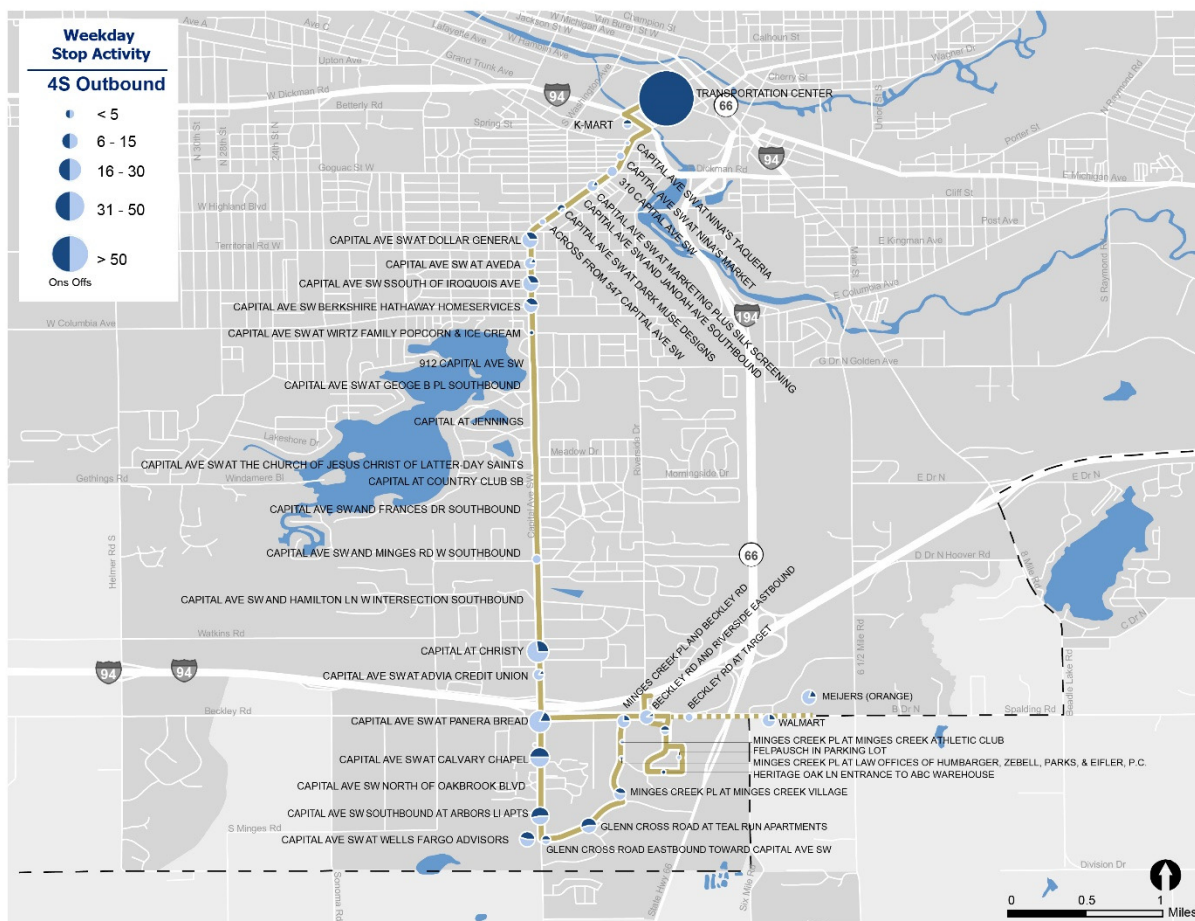 Weekday
Stop Activity
4S Outbound
< 5
6 - 15
16 - 30
31 - 50
> 50
Ons Offs
Ave A
Ave D
Upton Ave
Lafayette Ave
Grand Trunk Ave
W Hamblin Ave
W Michigan Ave
Jackson St W
Van Buren St W
Champion St
Calhoun St
Cherry St
Wagner Dr
N Raymond Rd
W Dickman Rd
Betterly Rd
Spring St
S Washington Ave
94
TRANSPORTATION CENTER
66
K-MART
Union St S
Porter St
94
Dickman Rd
E Michigan Ave
N 30th St
N 28th St
24th St N
Goguac St W
W Highland Blvd
Territorial Rd W
Cliff St
Post Ave
Main St
E Kingman Ave
E Columbia Ave
S Raymond Rd
CAPITAL AVE SW AT NINA'S TAQUERIA
CAPITAL AVE SW AT NINA'S MARKET
310 CAPITAL AVE SW
CAPITAL AVE SW AT MARKETING PLUS SILK SCREENING
CAPITAL AVE SW AND JANOAH AVE SOUTHBOUND
CAPITAL AVE SW AT DARK MUSE DESIGNS
ACROSS FROM 547 CAPITAL AVE SW
CAPITAL AVE SW AT DOLLAR GENERAL
CAPITAL AVE SW AT AVEDA
CAPITAL AVE SW SSOUTH OF IROQUOIS AVE
CAPITAL AVE SW BERKSHIRE HATHAWAY HOMESERVICES
194
W Columbia Ave
CAPITAL AVE SW AT WIRTZ FAMILY POPCORN & ICE CREAM
G Dr N
Golden Ave
912 CAPITAL AVE SW
CAPITAL AVE SW AT GEOGE B PL SOUTHBOUND
CAPITAL AT JENNINGS
Lakeshore Dr
Meadow Dr
Riverside Dr
Morningside Dr
CAPITAL AVE SW AT THE CHURCH OF JESUS CHRIST OF LATTER-DAY SAINTS
Gethings Rd
Windamere Bl
CAPITAL AT COUNTRY CLUB SB
E Dr N
E Dr N
Capital Ave SW
CAPITAL AVE SW AND FRANCES DR SOUTHBOUND
Helmer Rd S
CAPITAL AVE SW AND MINGES RD W SOUTHBOUND
66
D Dr N
Hoover Rd
8 Mile Rd
CAPITAL AVE SW AND HAMILTON LN W INTERSECTION SOUTHBOUND
C Dr N
Watkins Rd
MINGES CREEK PL AND BECKLEY RD
BECKLEY RD AND RIVERSIDE EASTBOUND
BECKLEY RD AT TARGET
6 1/2 Mile Rd
Beadle Lake Rd
CAPITAL AT CHRISTY
94
94
CAPITAL AVE SW AT ADVIA CREDIT UNION
MEIJERS (ORANGE)
Beckley Rd
CAPITAL AVE SW AT PANERA BREAD
WALMART
B Dr N
Spalding Rd
MINGES CREEK PL AT MINGES CREEK ATHLETIC CLUB
FELPAUSCH IN PARKING LOT
CAPITAL AVE SW AT CALVARY CHAPEL
MINGES CREEK PL AT LAW OFFICES OF HUMBARGER, ZEBELL, PARKS, & EIFLER, P.C.
HERITAGE OAK LN ENTRANCE TO ABC WAREHOUSE
CAPITAL AVE SW NORTH OF OAKBROOK BLVD
MINGES CREEK PL AT MINGES CREEK VILLAGE
CAPITAL AVE SW SOUTHBOUND AT ARBORS LI APTS
S Minges Rd
GLENN CROSS ROAD AT TEAL RUN APARTMENTS
CAPITAL AVE SW AT WELLS FARGO ADVISORS
GLENN CROSS ROAD EASTBOUND TOWARD CAPITAL AVE SW
Sonoma Rd
State Hwy 66
Six Mile Rd
Division Dr
0 0.5 1
Miles